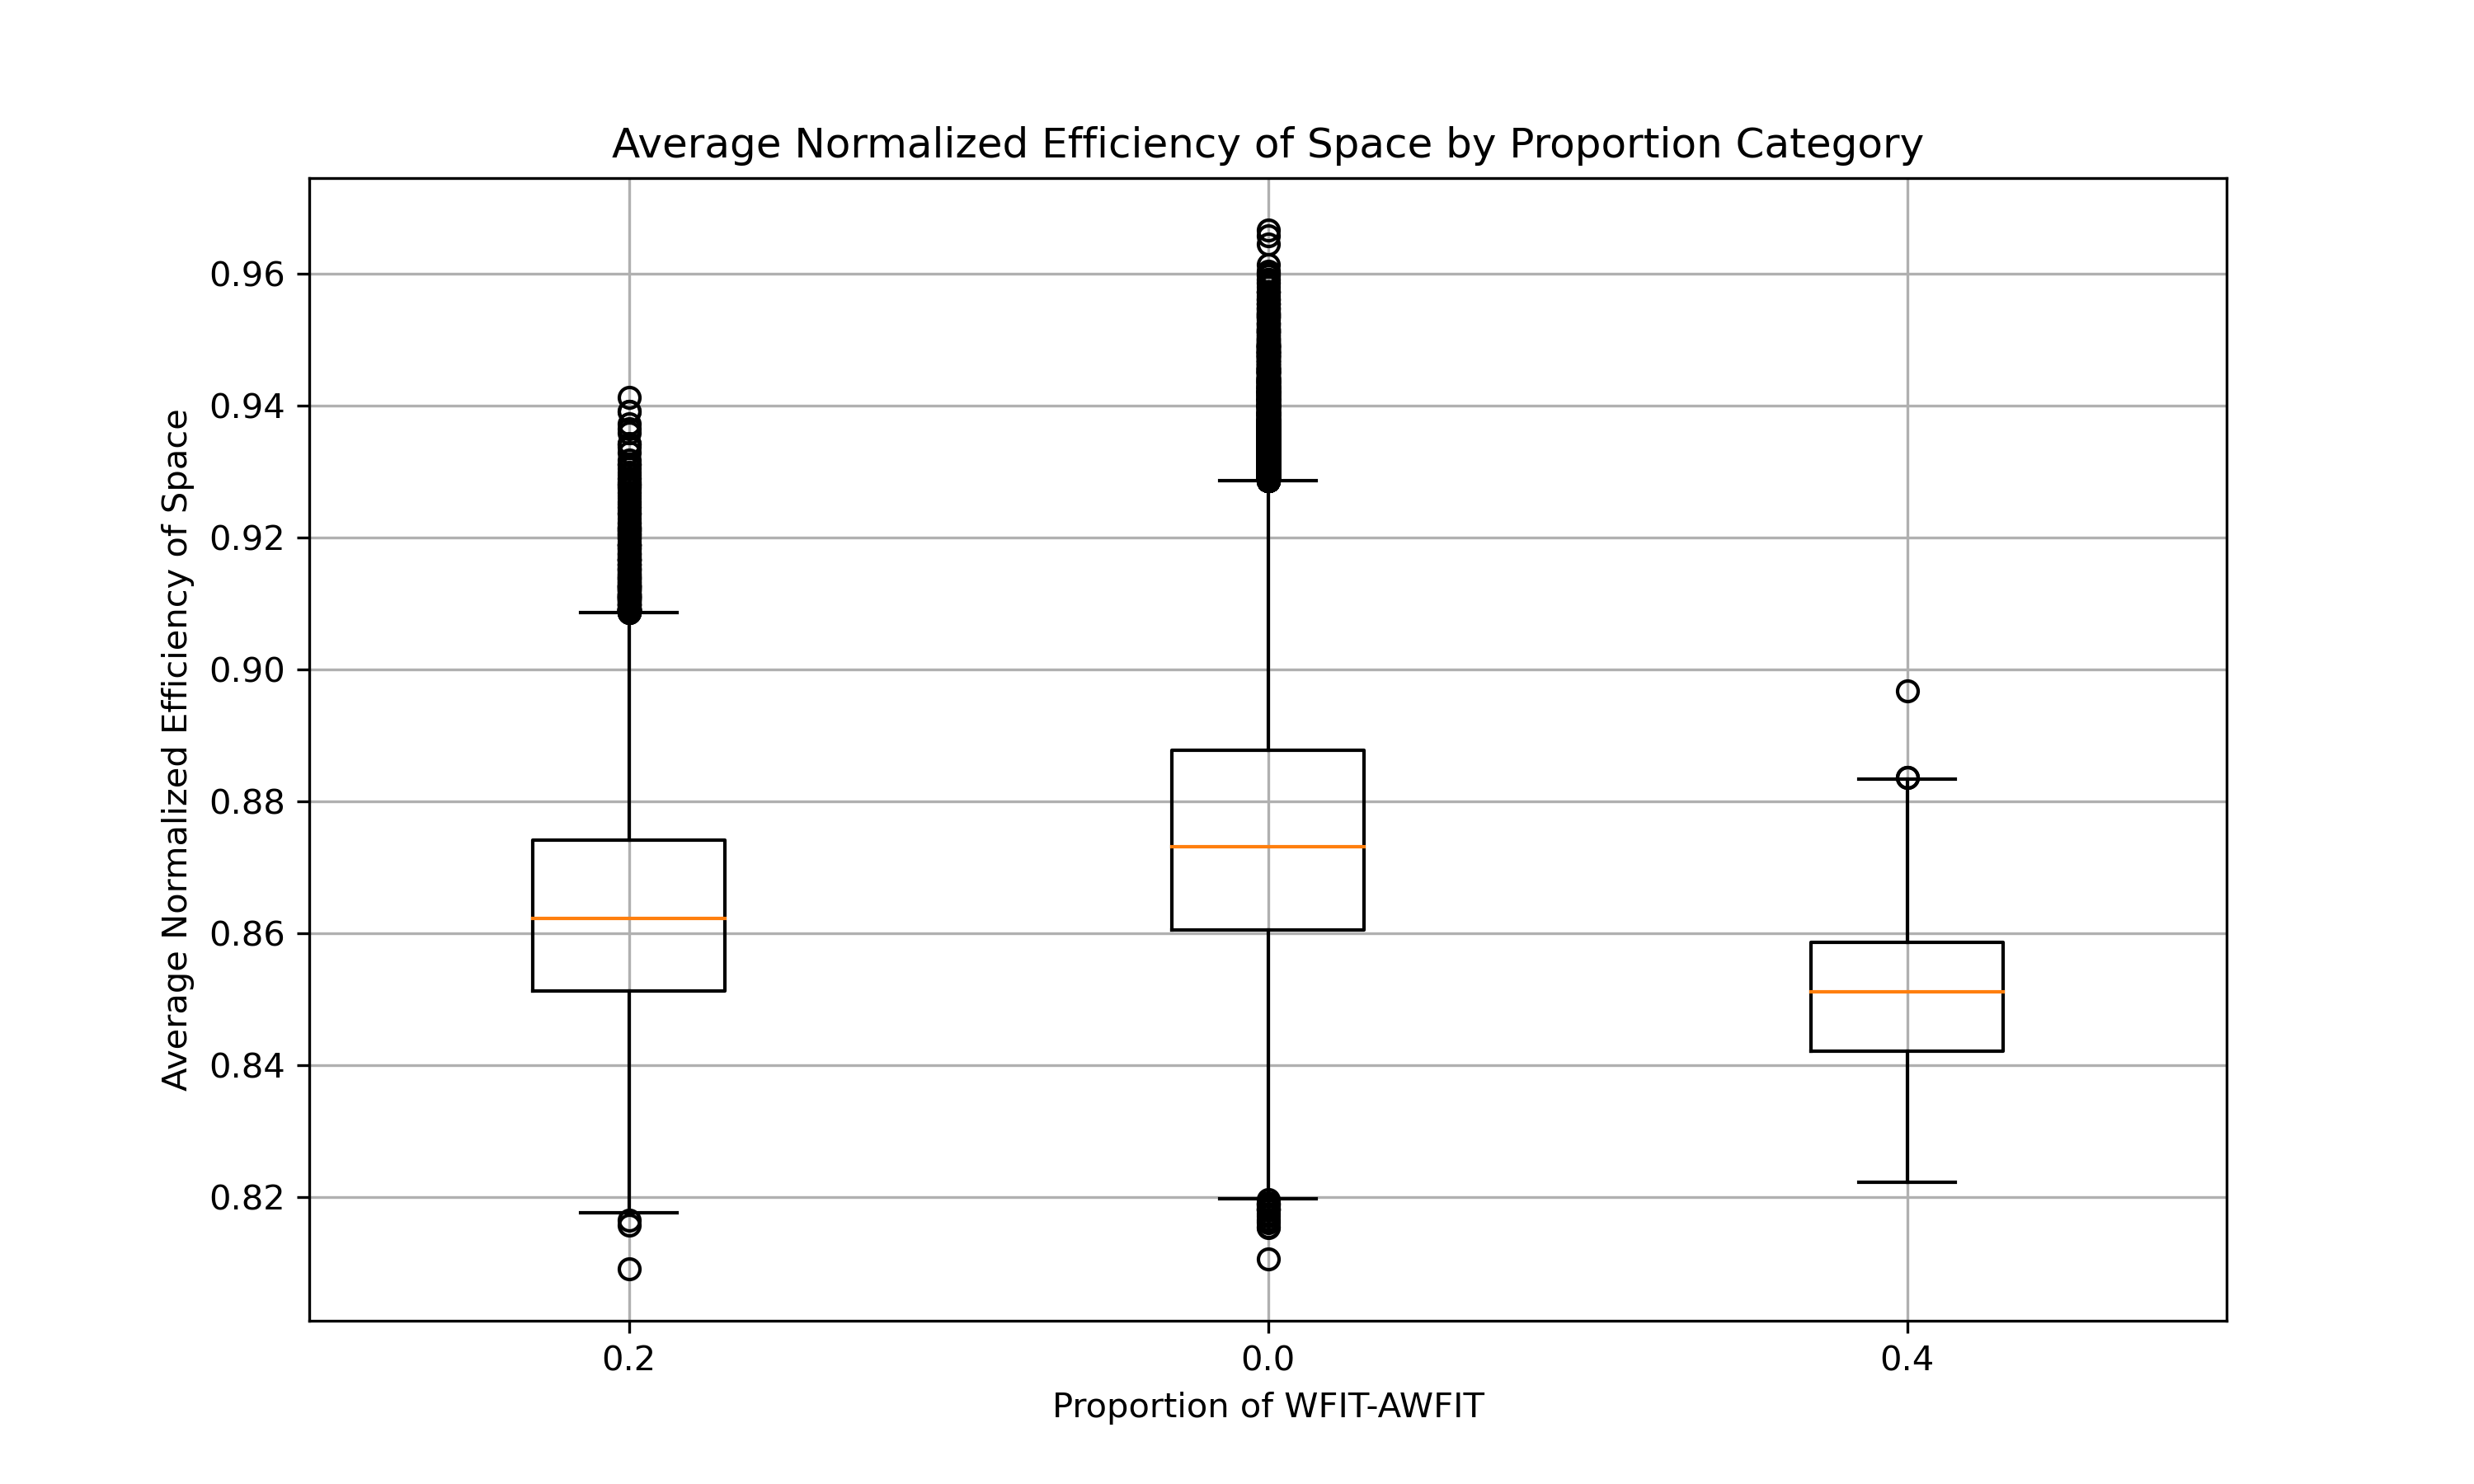 Average Normalized Efficiency of Space by Proportion Category
Average Normalized Efficiency of Space
0.96
0.94
0.92
0.90
0.88
0.86
0.84
0.82
0.2 0.0 0.4
Proportion of WFIT-AWFIT